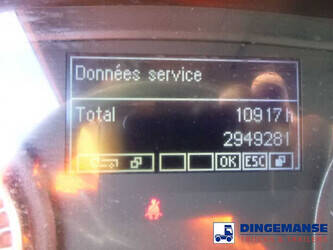 Données service
Total 10917 h
2949281
OK ESC
DINGEMANSE